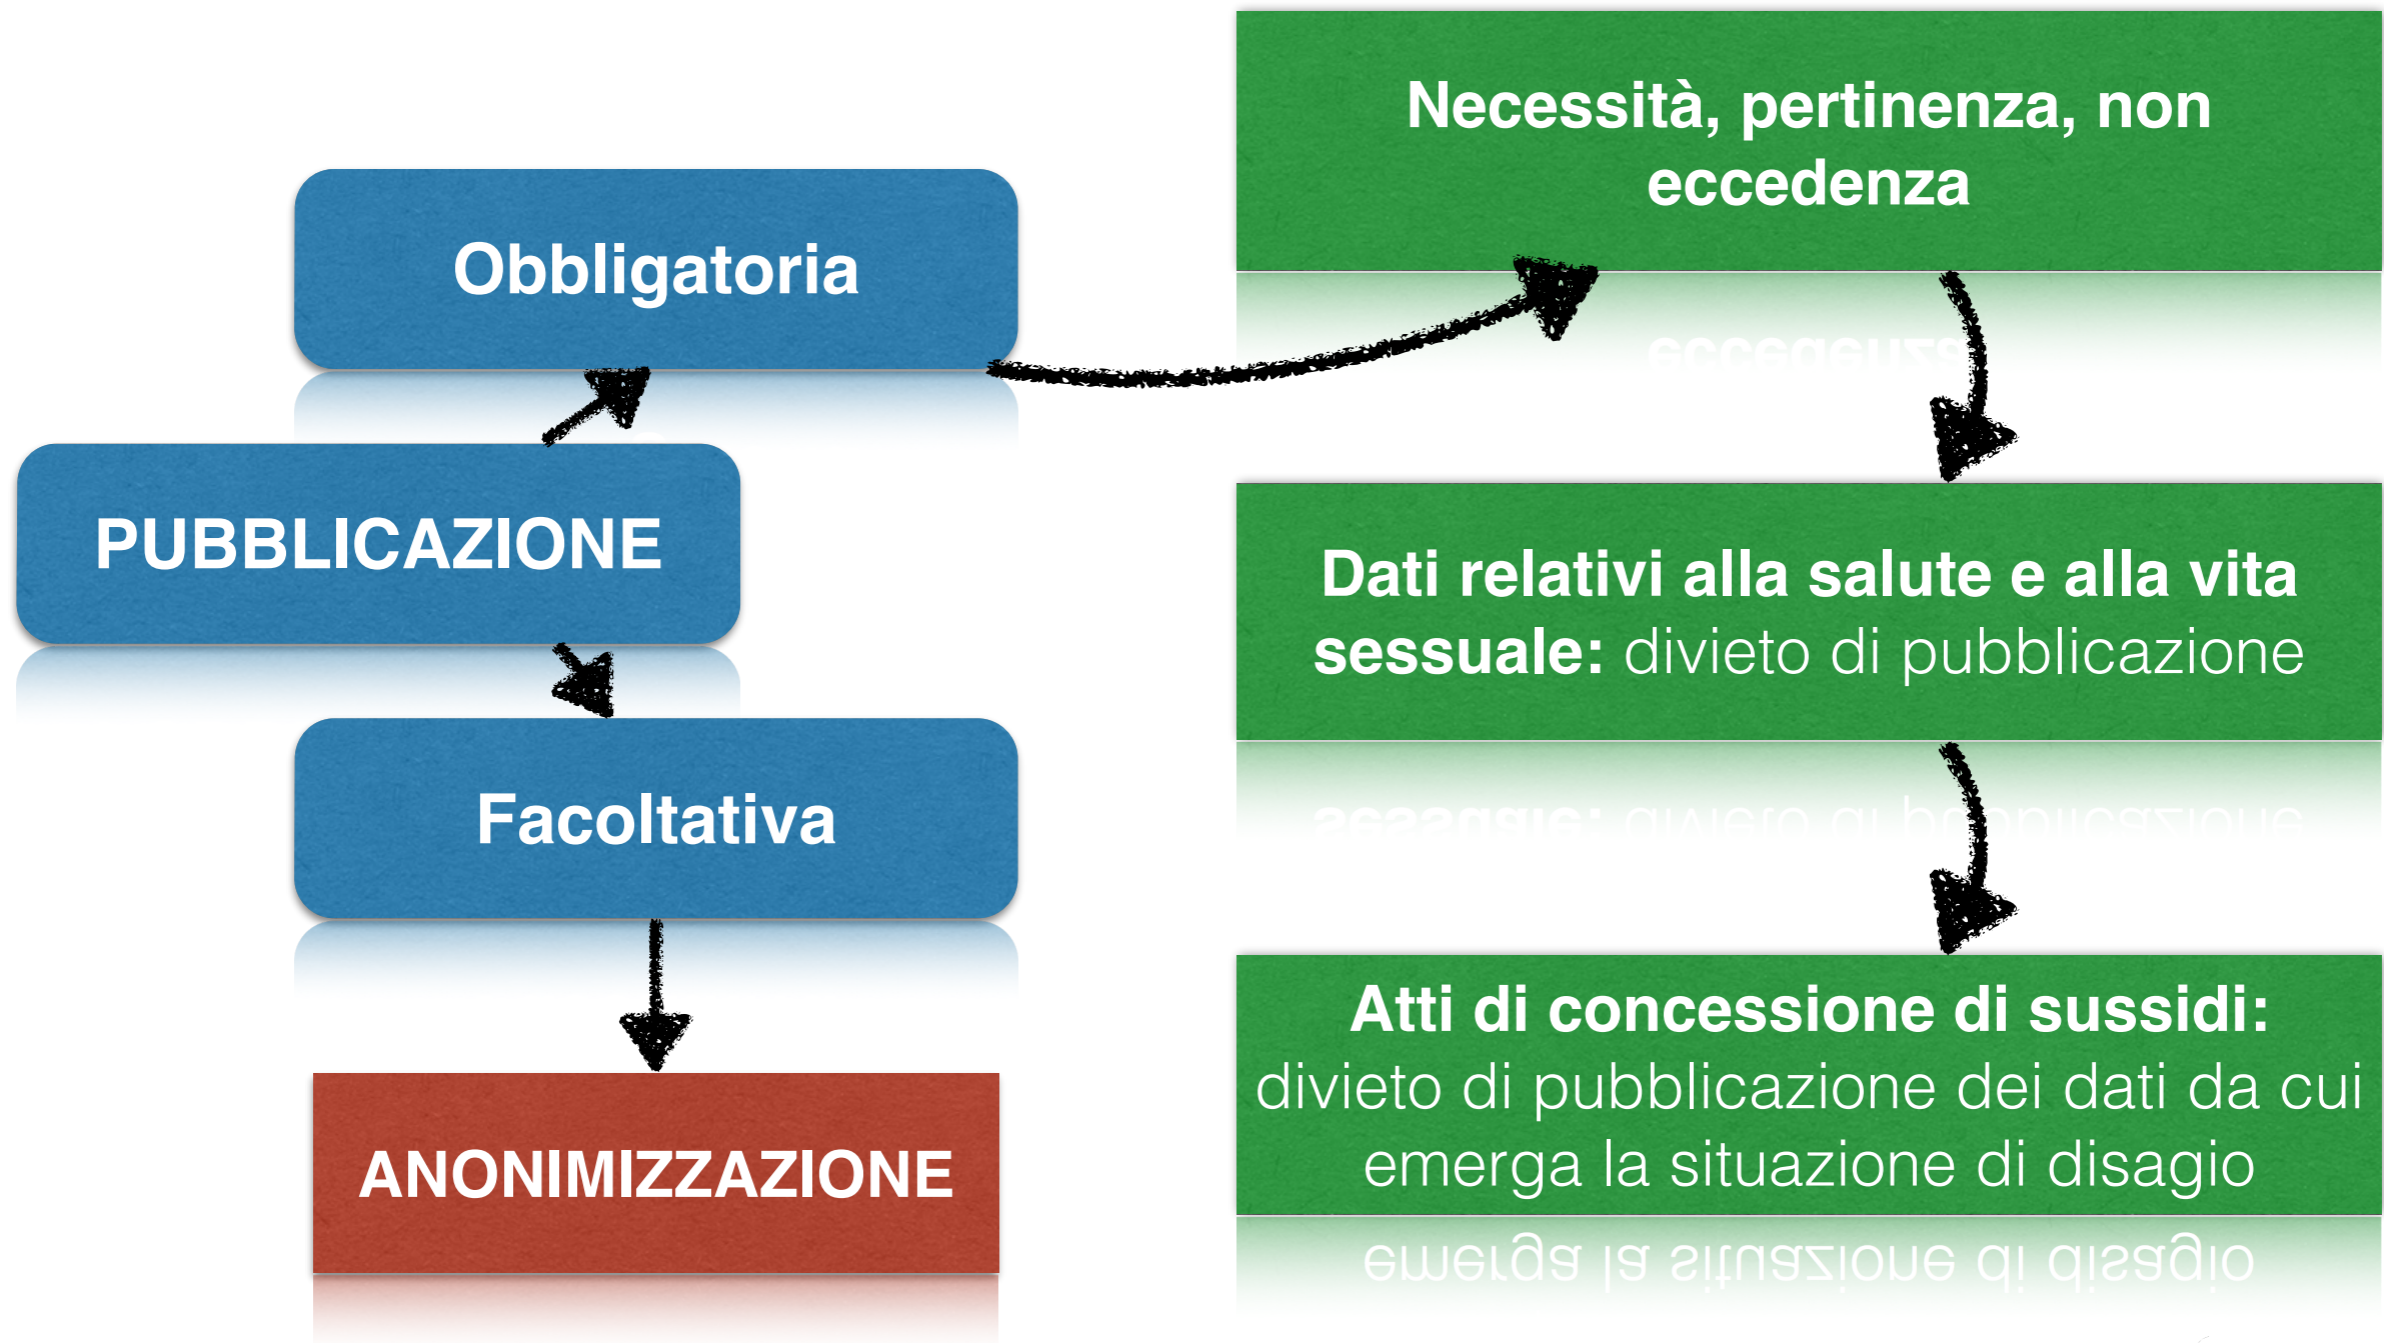 Necessità, pertinenza, non
eccedenza
Obbligatoria
PUBBLICAZIONE
Dati relativi alla salute e alla vita
sessuale: divieto di pubblicazione
Facoltativa
Atti di concessione di sussidi:
divieto di pubblicazione dei dati da cui
emerga la situazione di disagio
ANONIMIZZAZIONE